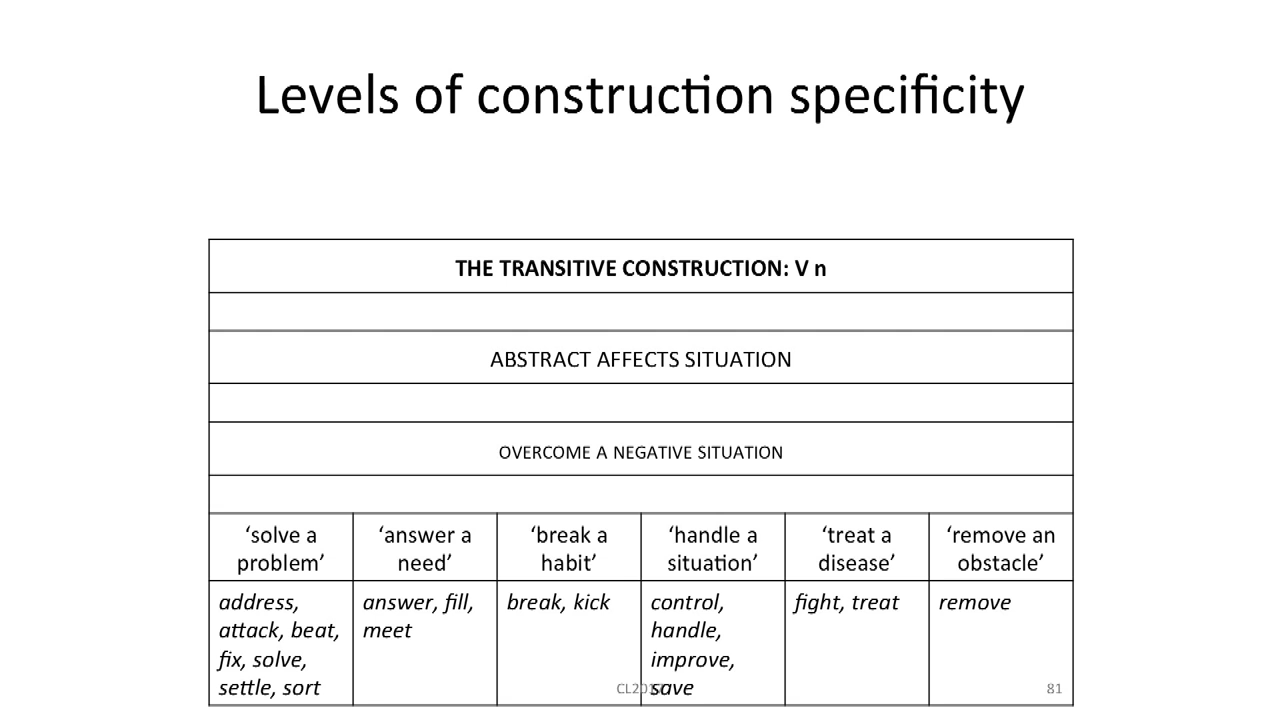 Levels of construction specificity
THE TRANSITIVE CONSTRUCTION: V n
ABSTRACT AFFECTS SITUATION
OVERCOME A NEGATIVE SITUATION
‘solve a
problem’
‘answer a
need’
‘break a
habit’
‘handle a
situation’
‘treat a
disease’
‘remove an
obstacle’
address,
attack, beat,
fix, solve,
settle, sort
answer, fill,
meet
break, kick
control,
handle,
improve,
save
fight, treat
remove
81